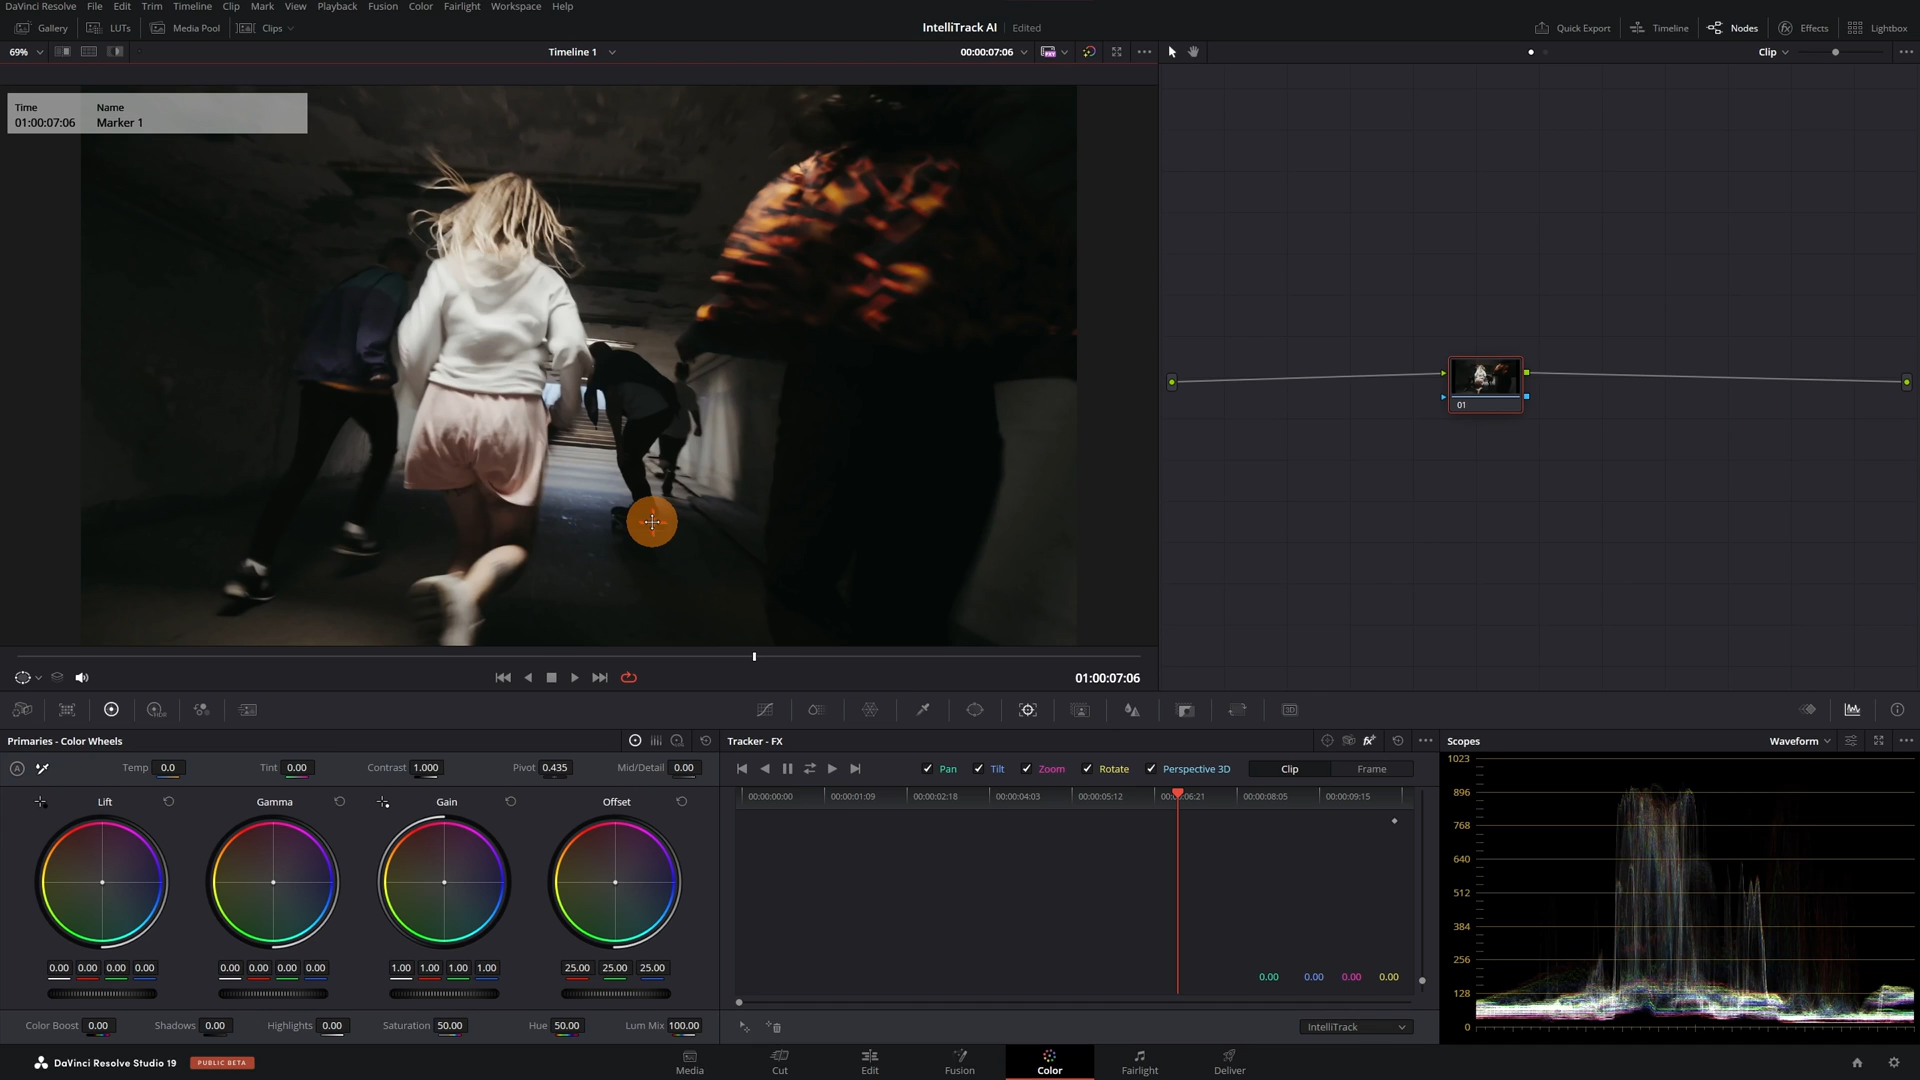 DaVinci Resolve File Edit Trim Timeline Clip Mark View Playback Fusion Color Fairlight Workspace Help
Gallery LUTs Media Pool Clips IntelliTrack AI Edited Quick Export Timeline Nodes Effects Lightbox
69% Timeline 1 00:00:07:06 Clip
Time Name
01:00:07:06 Marker 1
01
01:00:07:06
Primaries - Color Wheels Tracker - FX Scopes Waveform
Temp 0.0 Tint 0.00 Contrast 1.000 Pivot 0.435 Mid/Detail 0.00
Pan Tilt Zoom Rotate Perspective 3D Clip Frame
Lift Gamma Gain Offset
00:00:00:00 00:00:01:09 00:00:02:18 00:00:04:03 00:00:05:12 00:00:06:21 00:00:08:05 00:00:09:15
0.00 0.00 0.00 0.00 0.00 0.00 0.00 0.00 1.00 1.00 1.00 1.00 25.00 25.00 25.00
0.00 0.00 0.00 0.00
Color Boost 0.00 Shadows 0.00 Highlights 0.00 Saturation 50.00 Hue 50.00 Lum Mix 100.00
IntelliTrack
1023
896
768
640
512
384
256
128
0
DaVinci Resolve Studio 19 PUBLIC BETA
Media Cut Edit Fusion Color Fairlight Deliver